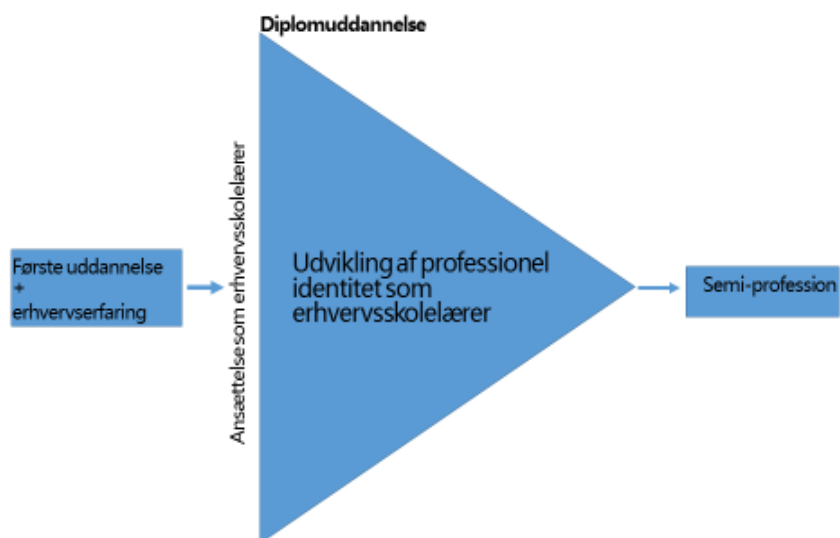 Diplomuddannelse
Første uddannelse
+
erhvervserfaring
Ansættelse som erhvervsskolelærer
Udvikling af professionel
identitet som
erhvervsskolelærer
Semi-profession